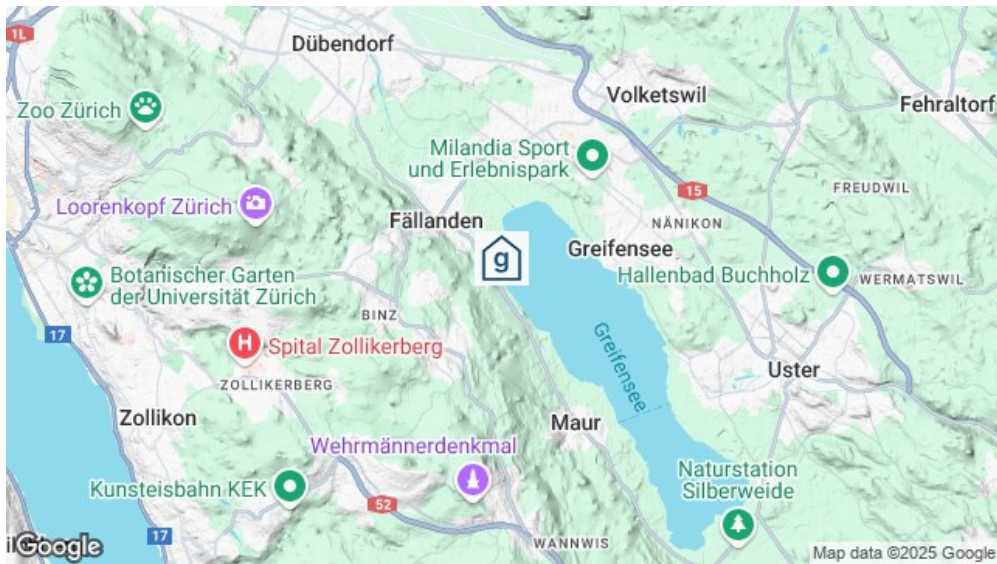 1L
Dübendorf
Zoo Zürich
Volketswil
Fehraltorf
Milandia Sport
und Erlebnispark
15
FREUDWIL
Loorenkopf Zürich
Fällanden
NÄNIKON
g
Greifensee
Botanischer Garten
der Universität Zürich
Hallenbad Buchholz
WERMATSWIL
BINZ
17
Spital Zollikerberg
H
Greifensee
Uster
ZOLLIKERBERG
Zollikon
Maur
Wehrmännerdenkmal
Naturstation
Silberweide
Kunsteisbahn KEK
52
17
WANNWIS
Google
Map data ©2025 Google